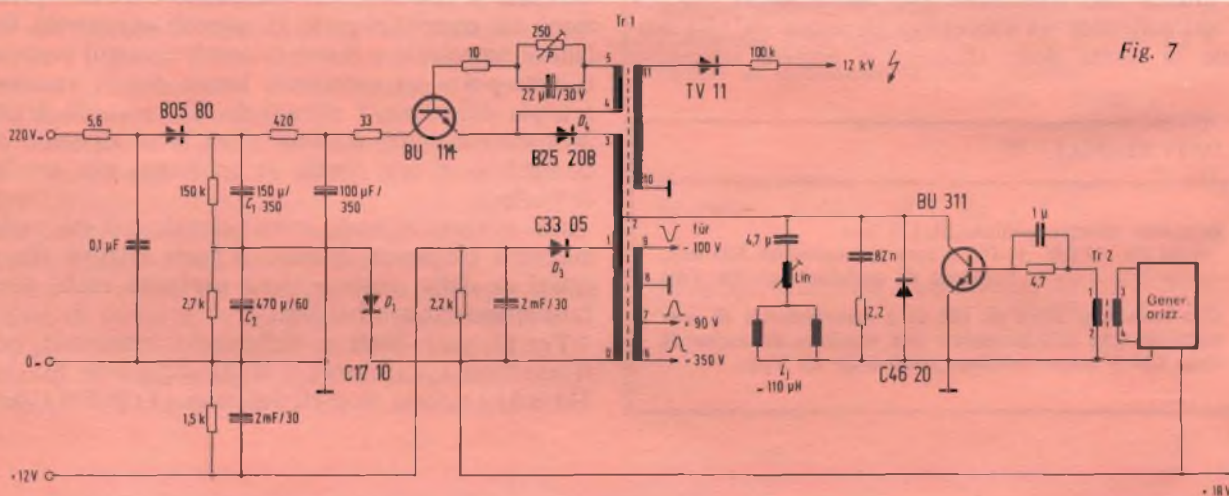 Tr 1
Fig. 7
250
P
10
22 µ/30 V
5
4
11
TV 11
100 k
12 kV
B05 80
5,6
220V=
420
33
BU 114
D4
B25 20B
3
10
150 k
150 µ/
350
C1
100 µF/
350
0,1 µF
C33 05
D3
1
2
9
für
- 100 V
8
7
+ 90 V
6
- 350 V
4,7 µ
Lin
82 n
BU 311
1 µ
4,7
Tr 2
1
2
3
4
Gener.
orizz.
2,7 k
470 µ/60
C2
D1
2,2 k
2 mF/30
2,2
0
0=
C17 10
~ 110 µH
C46 20
1,5 k
2 mF/30
+12V
+ 18 V